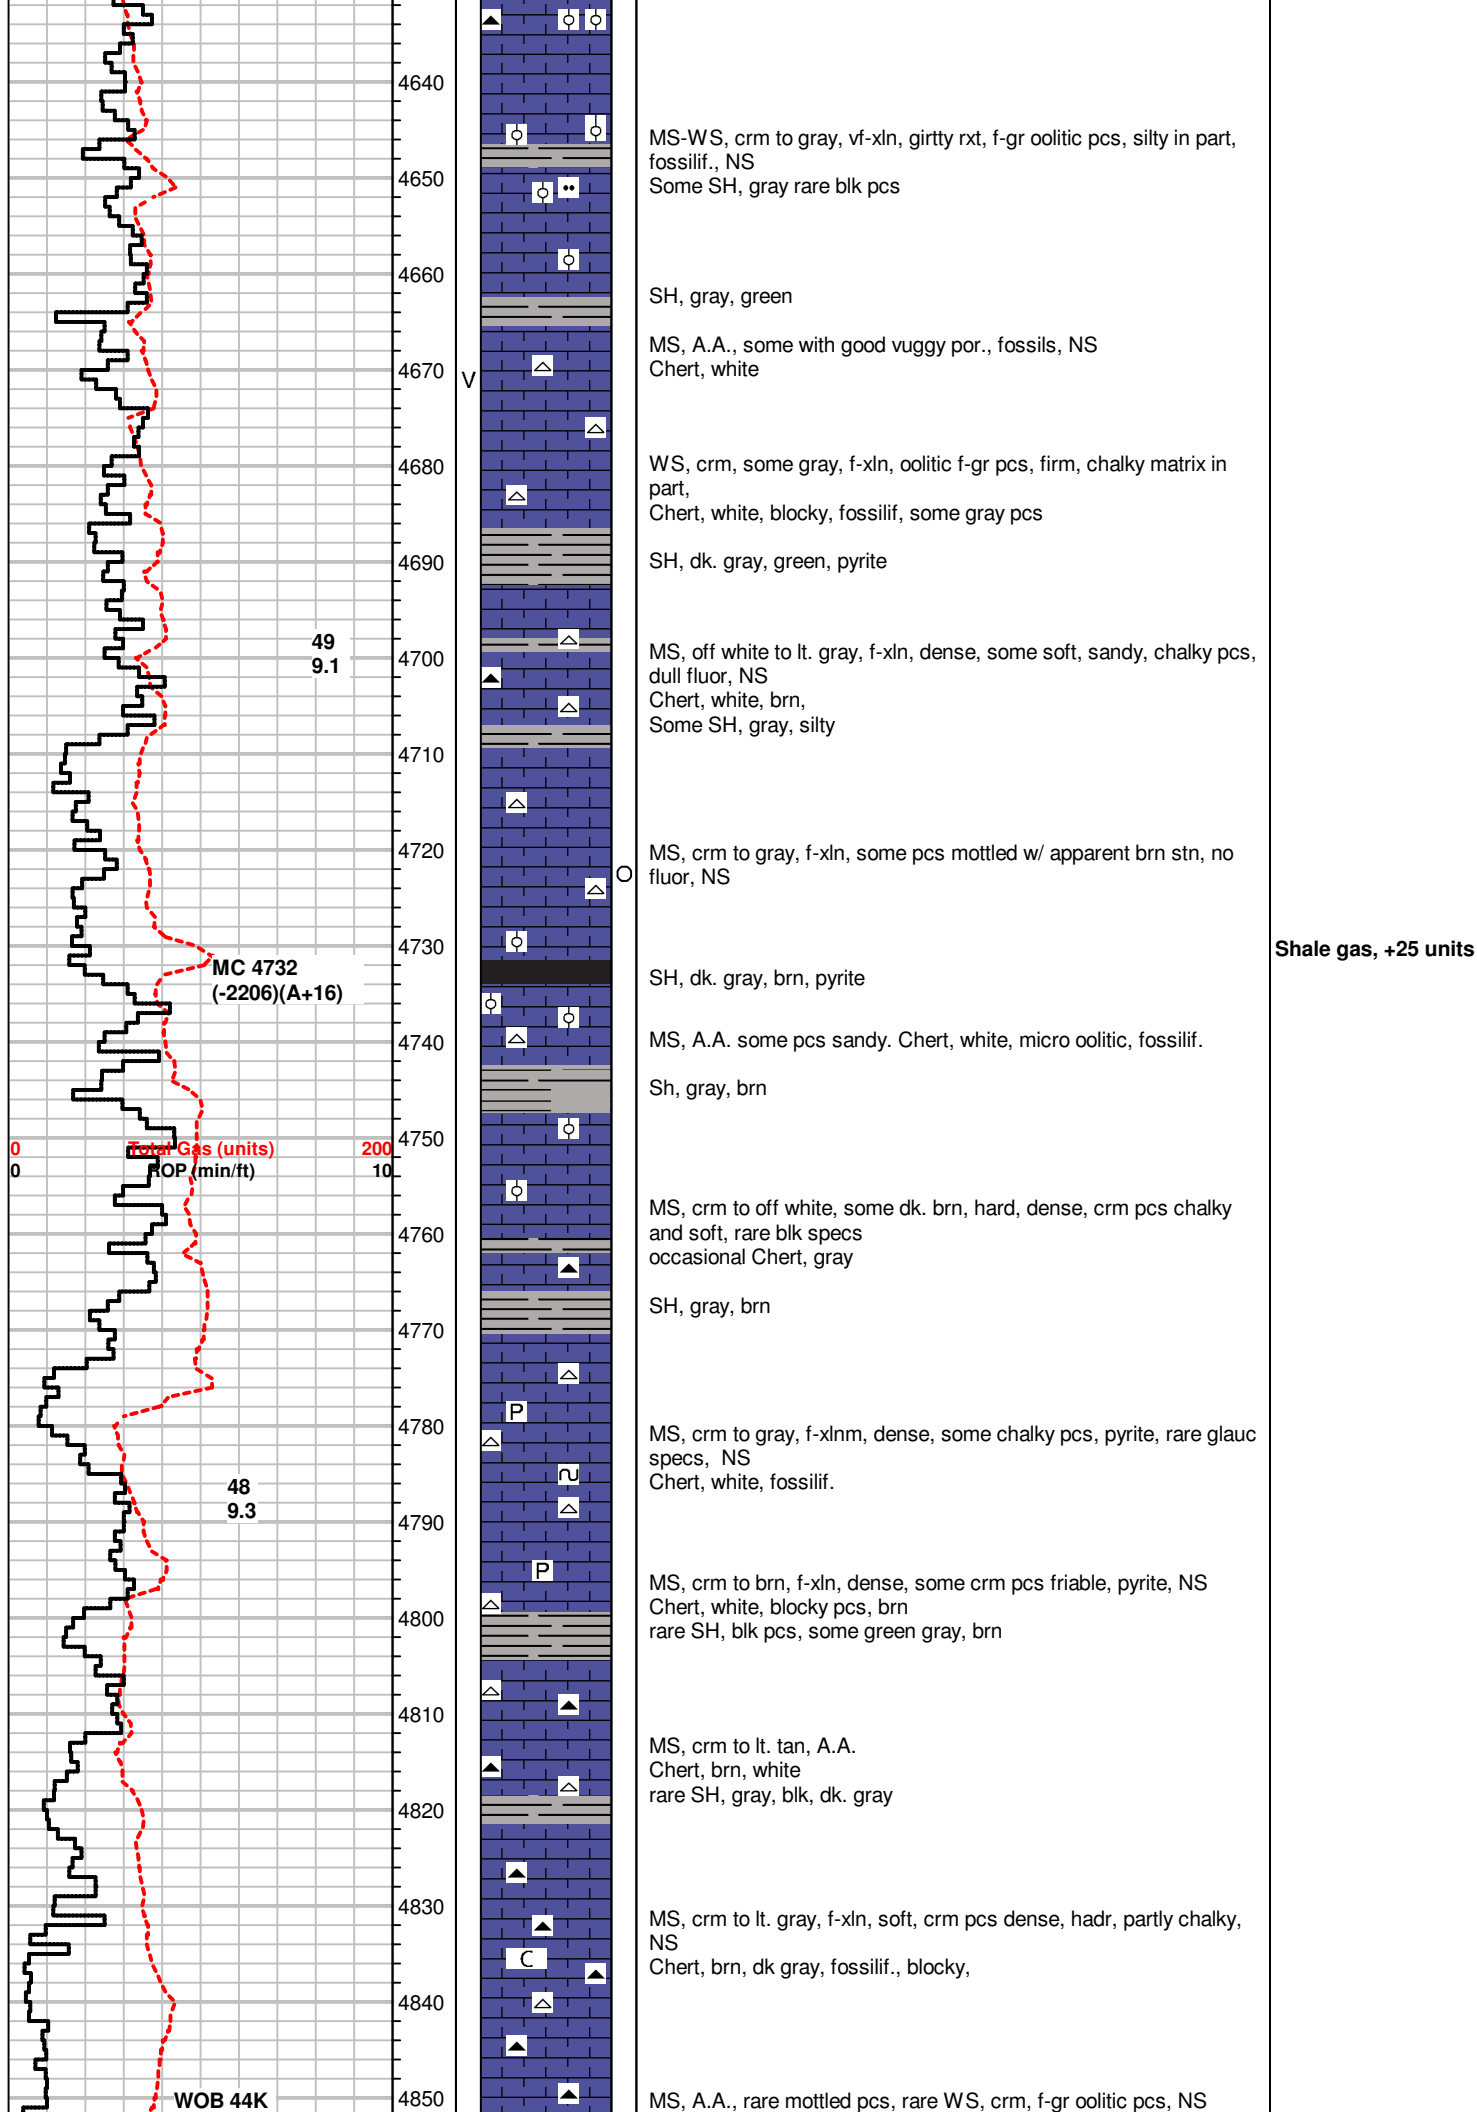 4640
MS-WS, crm to gray, vf-xln, girtty rxt, f-gr oolitic pcs, silty in part,
fossilif., NS
4650
Some SH, gray rare blk pcs
4660
SH, gray, green
MS, A.A., some with good vuggy por., fossils, NS
4670
V
Chert, white
4680
WS, crm, some gray, f-xln, oolitic f-gr pcs, firm, chalky matrix in
part,
Chert, white, blocky, fossilif, some gray pcs
4690
SH, dk. gray, green, pyrite
49
9.1
4700
MS, off white to lt. gray, f-xln, dense, some soft, sandy, chalky pcs,
dull fluor, NS
Chert, white, brn,
Some SH, gray, silty
4710
4720
MS, crm to gray, f-xln, some pcs mottled w/ apparent brn stn, no
fluor, NS
O
4730
Shale gas, +25 units
MC 4732
(-2206)(A+16)
SH, dk. gray, brn, pyrite
4740
MS, A.A. some pcs sandy. Chert, white, micro oolitic, fossilif.
Sh, gray, brn
4750
0 Total Gas (units) 200
0 ROP (min/ft) 10
MS, crm to off white, some dk. brn, hard, dense, crm pcs chalky
and soft, rare blk specs
4760
occasional Chert, gray
SH, gray, brn
4770
P
4780
MS, crm to gray, f-xlnm, dense, some chalky pcs, pyrite, rare glauc
specs,  NS
Chert, white, fossilif.
48
9.3
4790
P
MS, crm to brn, f-xln, dense, some crm pcs friable, pyrite, NS
Chert, white, blocky pcs, brn
4800
rare SH, blk pcs, some green gray, brn
4810
MS, crm to lt. tan, A.A.
Chert, brn, white
rare SH, gray, blk, dk. gray
4820
4830
MS, crm to lt. gray, f-xln, soft, crm pcs dense, hadr, partly chalky,
NS
C
Chert, brn, dk gray, fossilif., blocky,
4840
WOB 44K
4850
MS, A.A., rare mottled pcs, rare WS, crm, f-gr oolitic pcs, NS